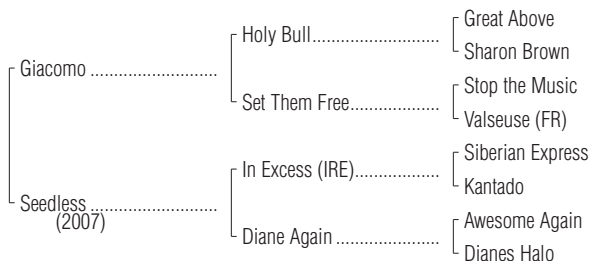 Great Above
Holy Bull..............................
Sharon Brown
Giacomo .............................
Stop the Music
Set Them Free.....................
Valseuse (FR)
Siberian Express
In Excess (IRE)...................
Kantado
Seedless.............................
(2007)
Awesome Again
Diane Again ........................
Dianes Halo